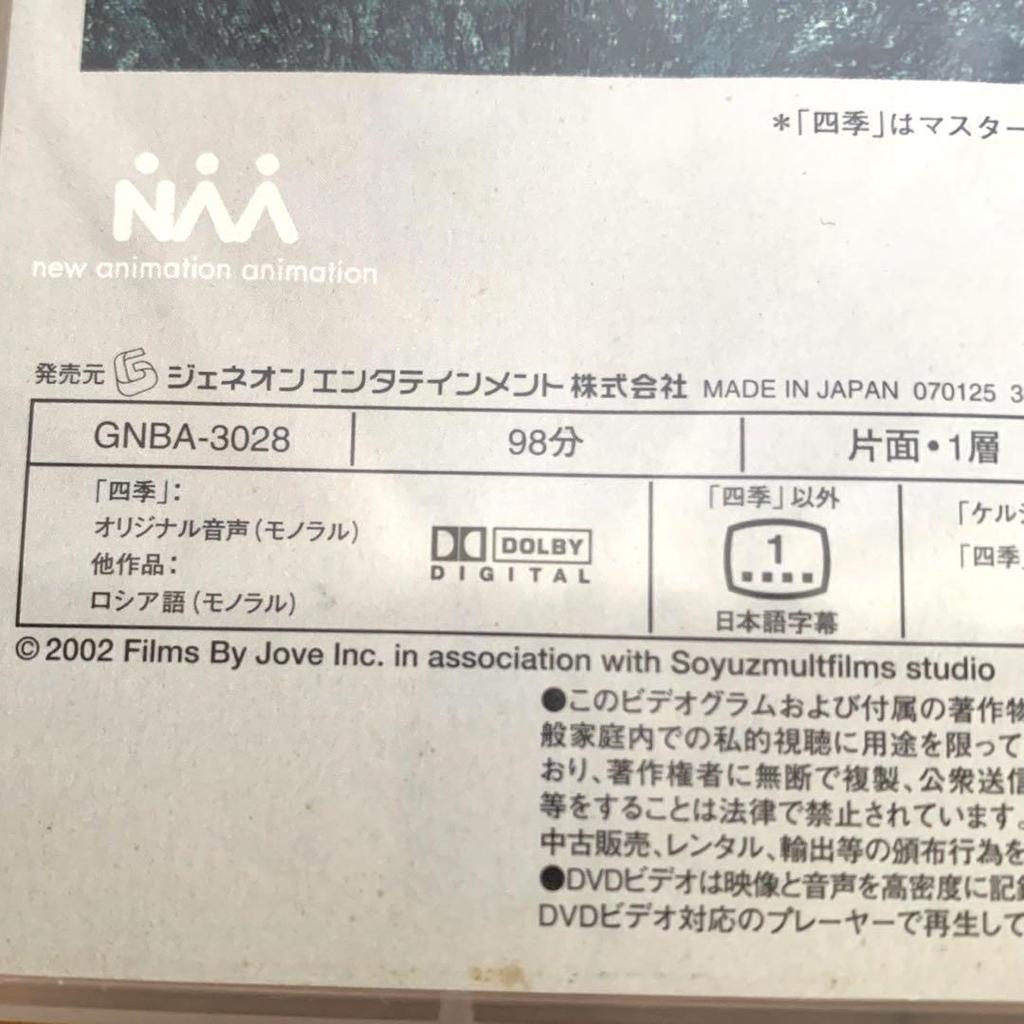 *「四季」はマスター
NAA
new animation animation
発売元 ジェネオン エンタテインメント 株式会社 MADE IN JAPAN 070125 3
GNBA-3028 98分 片面・1層
「四季」:
オリジナル音声(モノラル)
他作品:
ロシア語(モノラル)
DOLBY
DIGITAL
「四季」以外
1
日本語字幕
「ケルジ
「四季」
©2002 Films By Jove Inc. in association with Soyuzmultfilms studio
●このビデオグラムおよび付属の著作物
般家庭内での私的視聴に用途を限って
おり、著作権者に無断で複製、公衆送信
等をすることは法律で禁止されています。
中古販売、レンタル、輸出等の頒布行為を
●DVDビデオは映像と音声を高密度に記録
DVDビデオ対応のプレーヤーで再生して